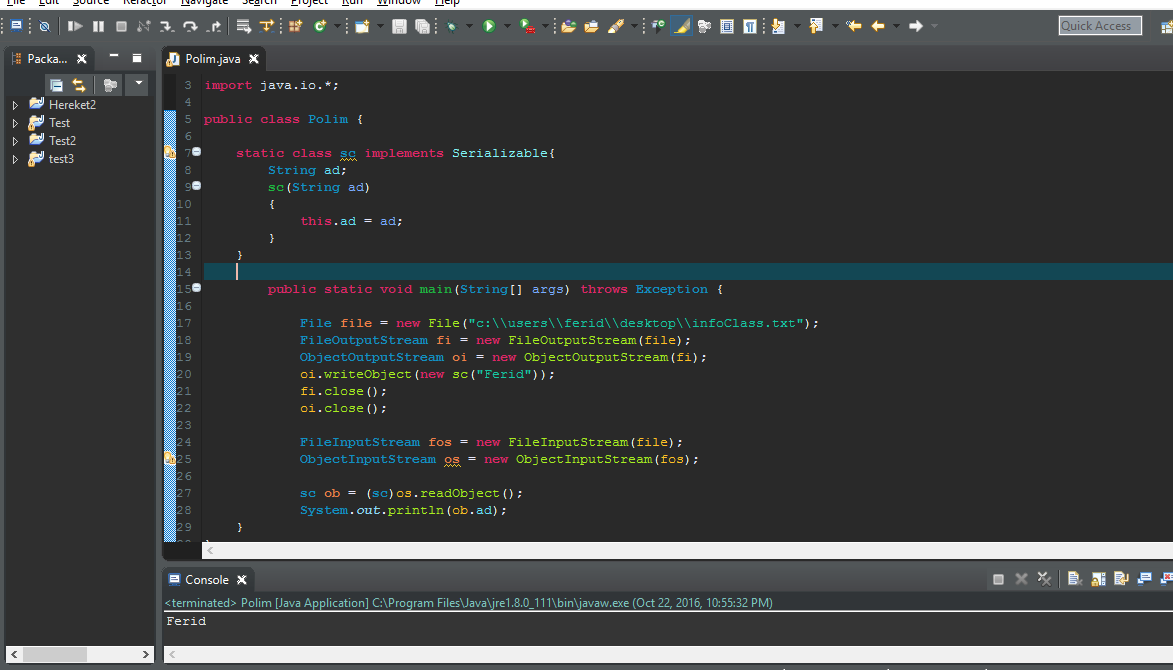 File Edit Source Refactor Navigate Search Project Run Window Help
Quick Access
Packa...
Hereket2
Test
Test2
test3
Polim.java
3 import java.io.*;
4
5 public class Polim {
6
7 static class sc implements Serializable{
8 String ad;
9 sc(String ad)
10 {
11 this.ad = ad;
12 }
13 }
14
15 public static void main(String[] args) throws Exception {
16
17 File file = new File("c:\\users\\ferid\\desktop\\infoClass.txt");
18 FileOutputStream fi = new FileOutputStream(file);
19 ObjectOutputStream oi = new ObjectOutputStream(fi);
20 oi.writeObject(new sc("Ferid"));
21 fi.close();
22 oi.close();
23
24 FileInputStream fos = new FileInputStream(file);
25 ObjectInputStream os = new ObjectInputStream(fos);
26
27 sc ob = (sc)os.readObject();
28 System.out.println(ob.ad);
29 }
Console
<terminated> Polim [Java Application] C:\Program Files\Java\jre1.8.0_111\bin\javaw.exe (Oct 22, 2016, 10:55:32 PM)
Ferid